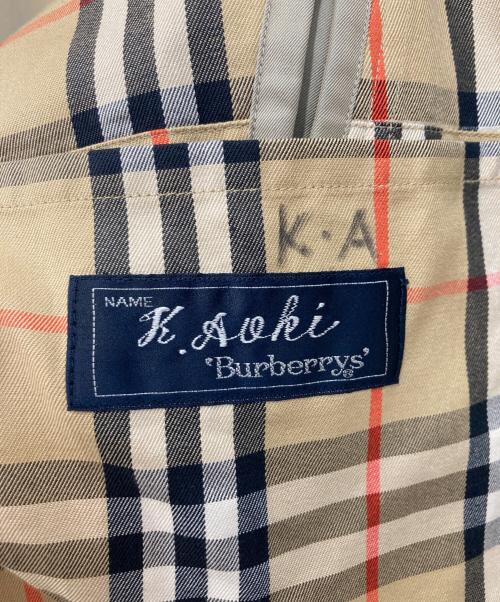 K・A
NAME
K. Aoki
'Burberrys'®